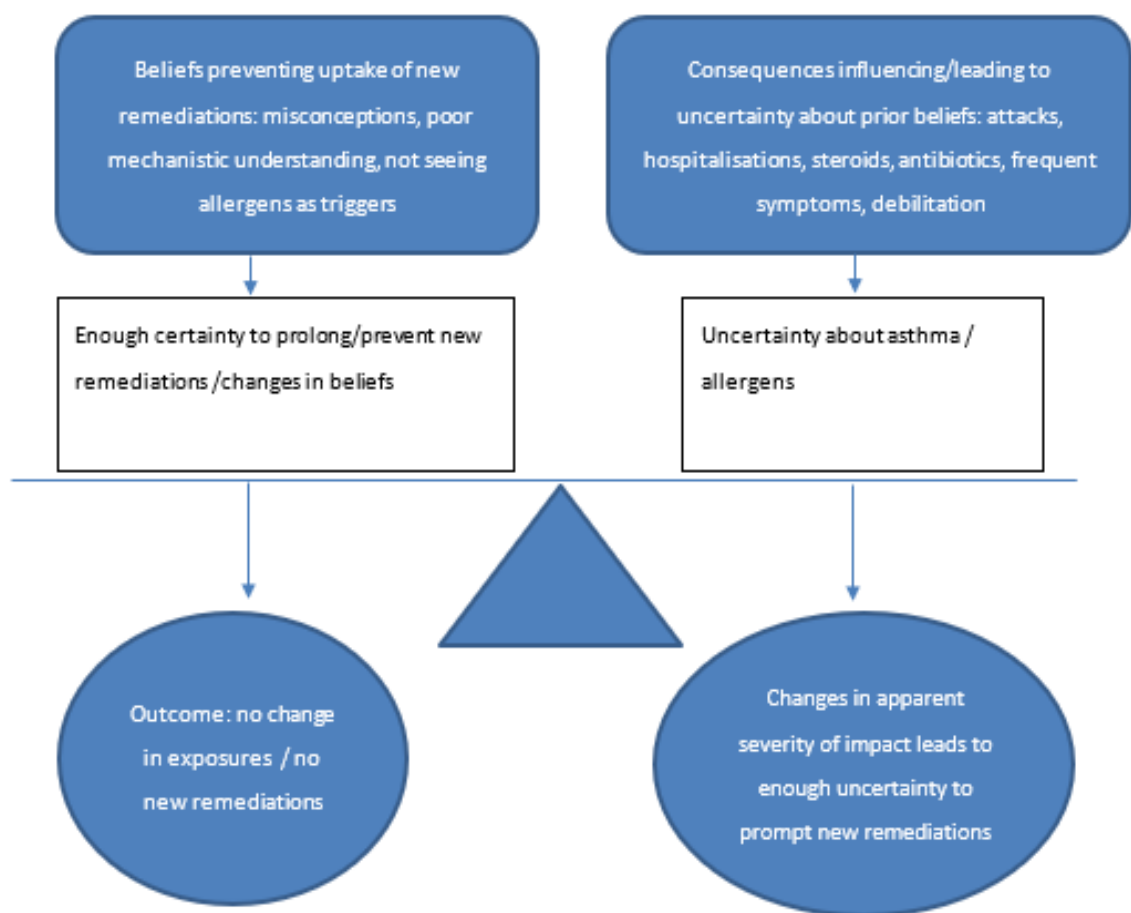 Beliefs preventing uptake of new
remediations: misconceptions, poor
mechanistic understanding, not seeing
allergens as triggers
Consequences influencing/leading to
uncertainty about prior beliefs: attacks,
hospitalisations, steroids, antibiotics, frequent
symptoms, debilitation
Enough certainty to prolong/prevent new
remediations /changes in beliefs
Uncertainty about asthma /
allergens
Outcome: no change
in exposures / no
new remediations
Changes in apparent
severity of impact leads to
enough uncertainty to
prompt new remediations